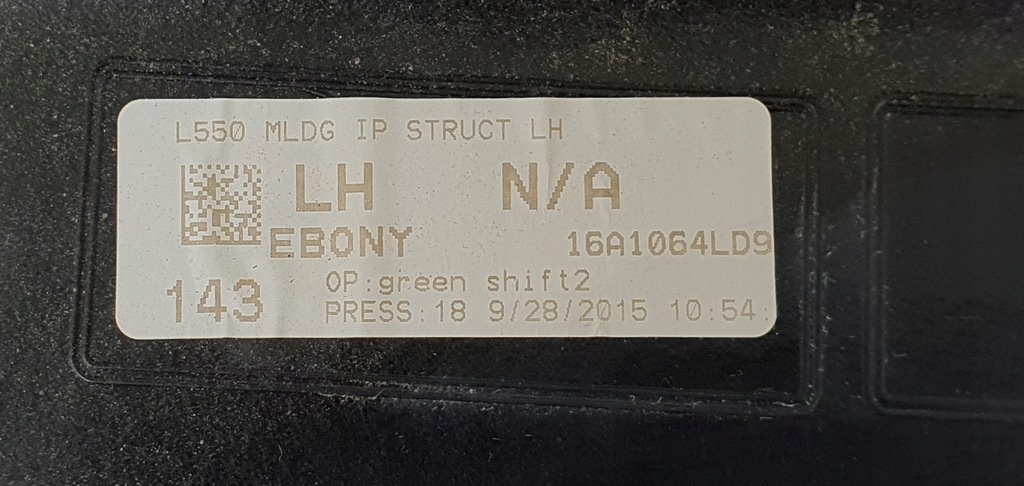 L550 MLDG IP STRUCT LH
LH N/A
EBONY 16A1064LD9
143 OP:green shift2
PRESS:18 9/28/2015 10:54: